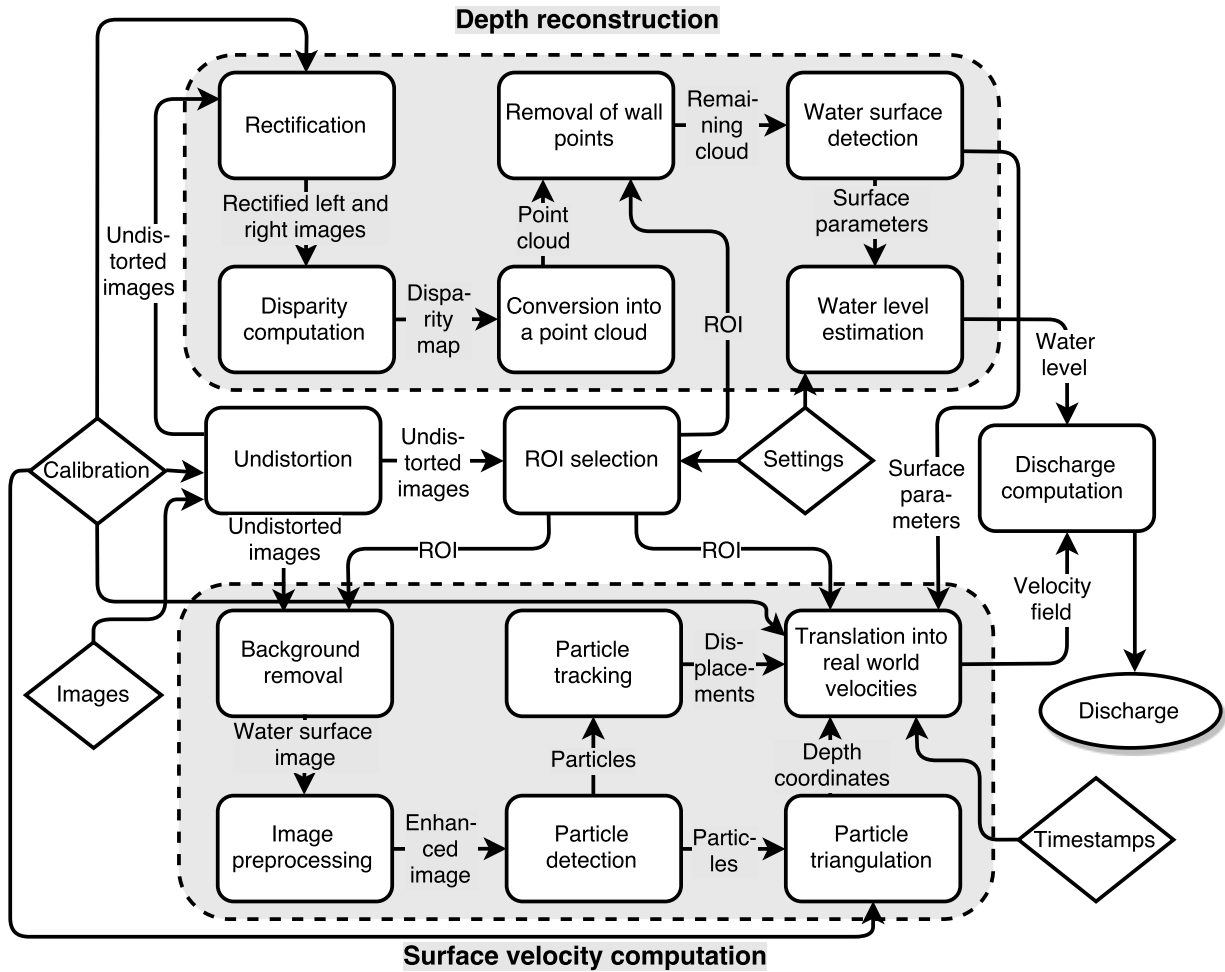 Depth reconstruction
Rectification
Removal of wall
points
Remai-
ning
cloud
Water surface
detection
Rectified left and
right images
Point
cloud
Surface
parameters
Undis-
torted
images
Disparity
computation
Dispa-
rity
map
Conversion into
a point cloud
ROI
Water level
estimation
Water
level
Calibration
Undistortion
Undis-
torted
images
ROI selection
Settings
Surface
para-
meters
Discharge
computation
Undistorted
images
ROI
ROI
Velocity
field
Images
Background
removal
Particle
tracking
Dis-
place-
ments
Translation into
real world
velocities
Discharge
Water surface
image
Particles
Depth
coordinates
Image
preprocessing
Enhan-
ced
image
Particle
detection
Partic-
les
Particle
triangulation
Timestamps
Surface velocity computation